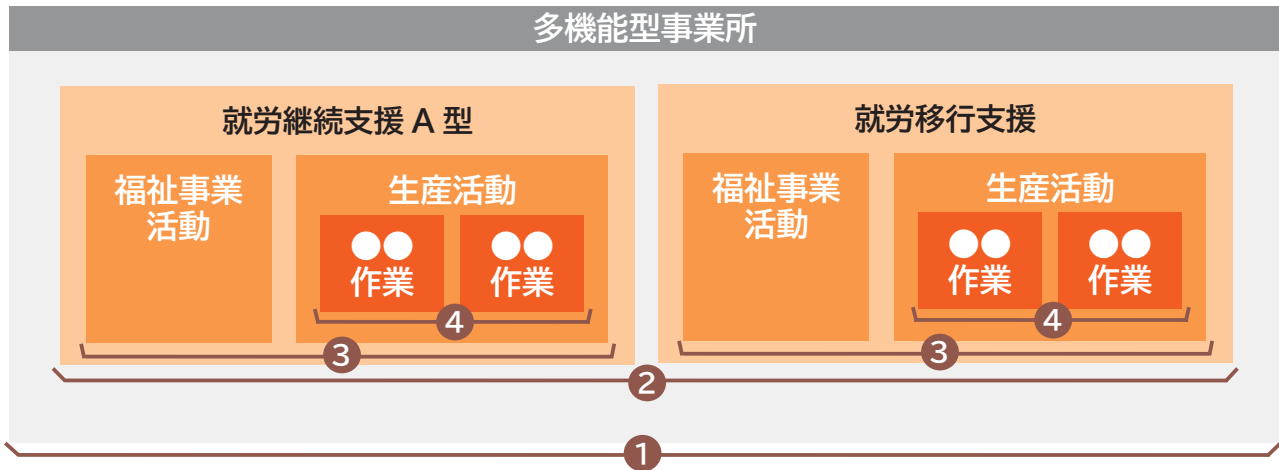 多機能型事業所
就労継続支援 A 型
福祉事業
活動
生産活動
●●
作業
●●
作業
4
3
就労移行支援
福祉事業
活動
生産活動
●●
作業
●●
作業
4
3
2
1